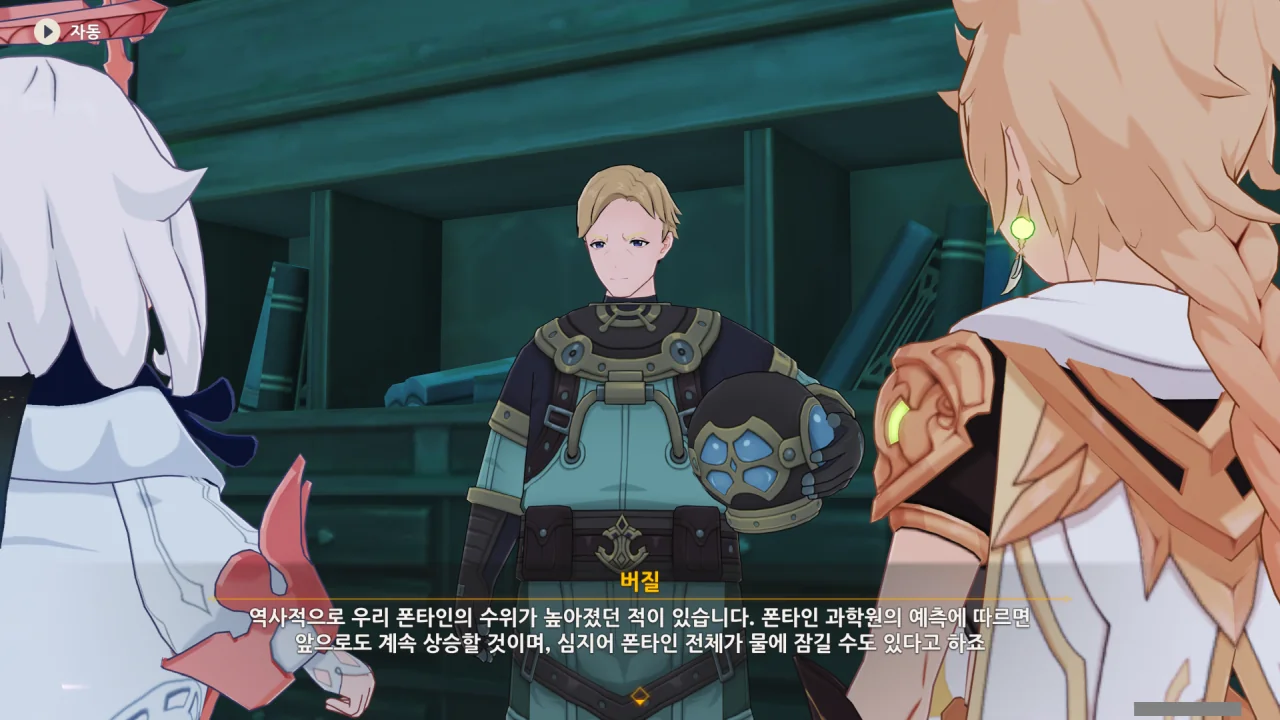 자동
버질
역사적으로 우리 폰타인의 수위가 높아졌던 적이 있습니다. 폰타인 과학원의 예측에 따르면
앞으로도 계속 상승할 것이며, 심지어 폰타인 전체가 물에 잠길 수도 있다고 하죠